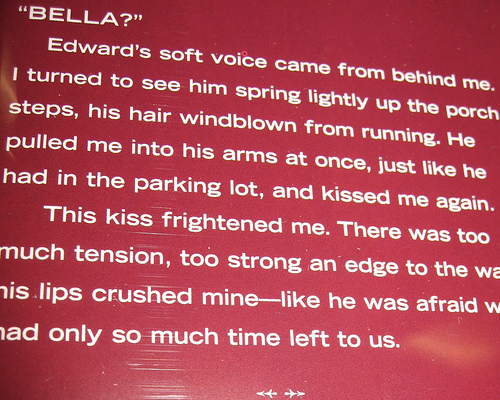 “BELLA?”
Edward's soft voice came from behind me.
I turned to see him spring lightly up the porch
steps, his hair windblown from running. He
pulled me into his arms at once, just like he
had in the parking lot, and kissed me again.
This kiss frightened me. There was too
much tension, too strong an edge to the wa
his lips crushed mine—like he was afraid w
had only so much time left to us.